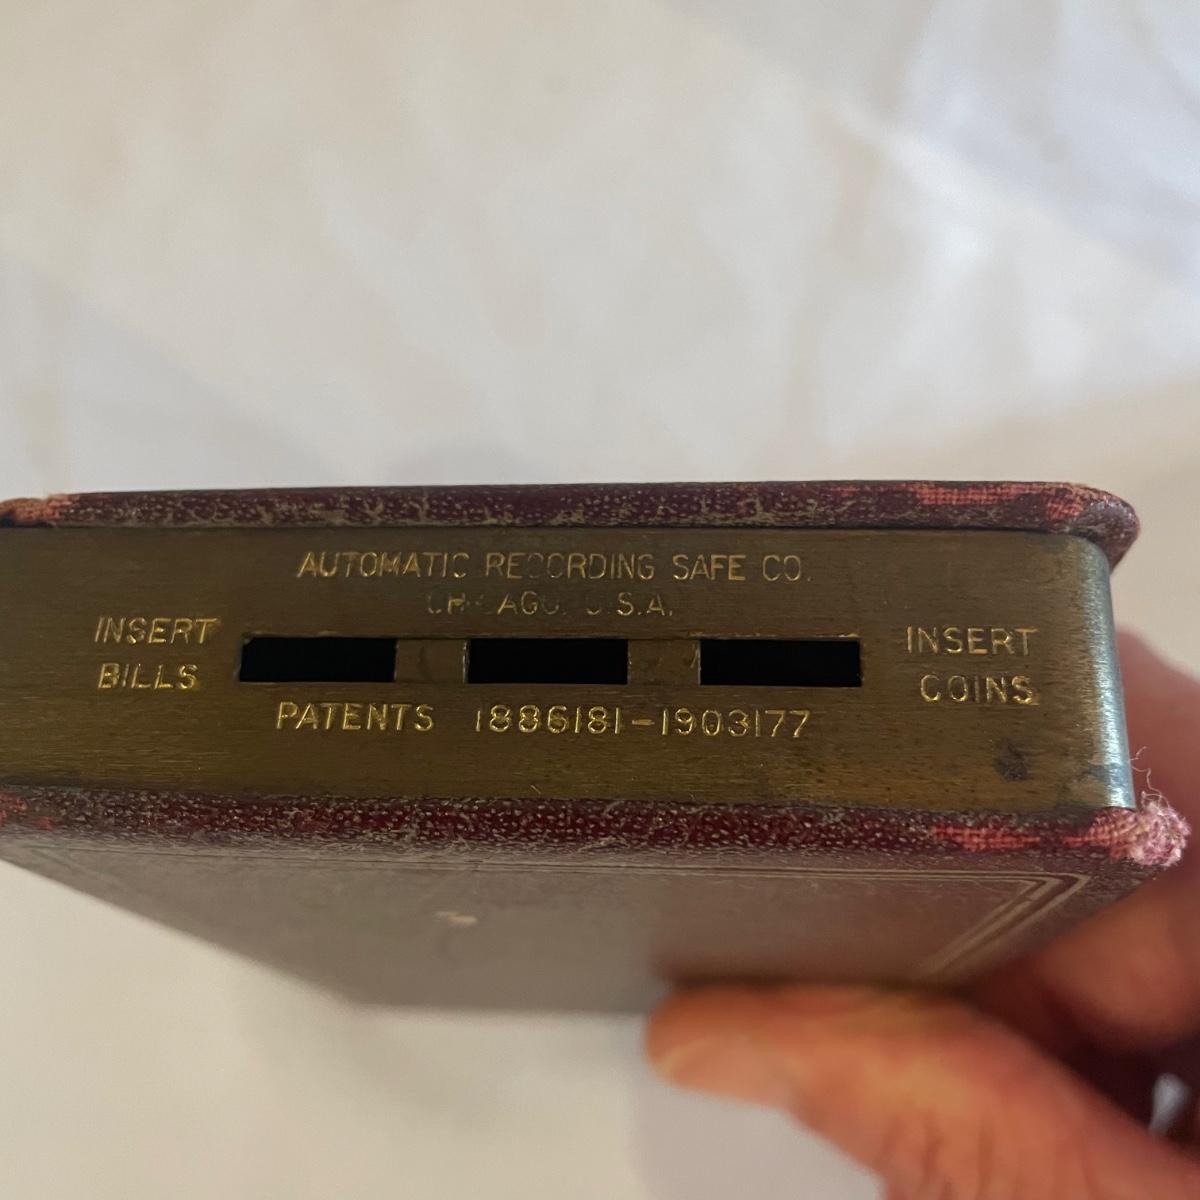 AUTOMATIC RECORDING SAFE CO.
CHICAGO. U.S.A.
INSERT
BILLS
INSERT
COINS
PATENTS 1886181-1903177